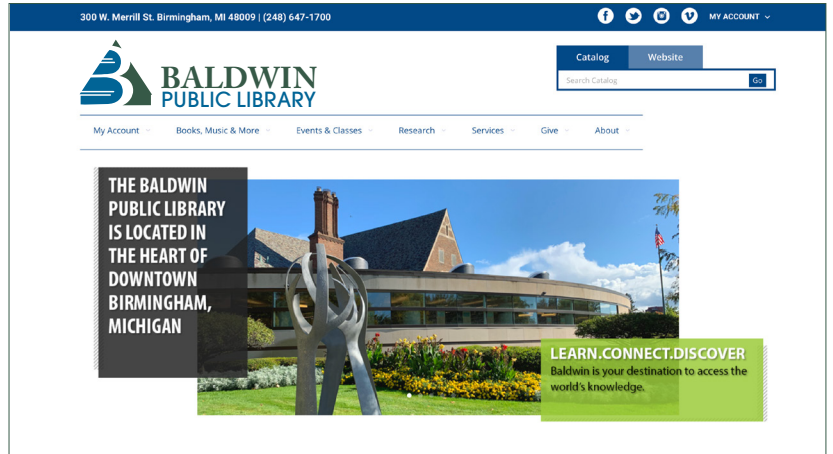 300 W. Merrill St. Birmingham, MI 48009 | (248) 647-1700
MY ACCOUNT
BALDWIN
PUBLIC LIBRARY
Catalog
Website
Search Catalog
Go
My Account
Books, Music & More
Events & Classes
Research
Services
Give
About
THE BALDWIN
PUBLIC LIBRARY
IS LOCATED IN
THE HEART OF
DOWNTOWN
BIRMINGHAM,
MICHIGAN
LEARN.CONNECT.DISCOVER
Baldwin is your destination to access the
world's knowledge.